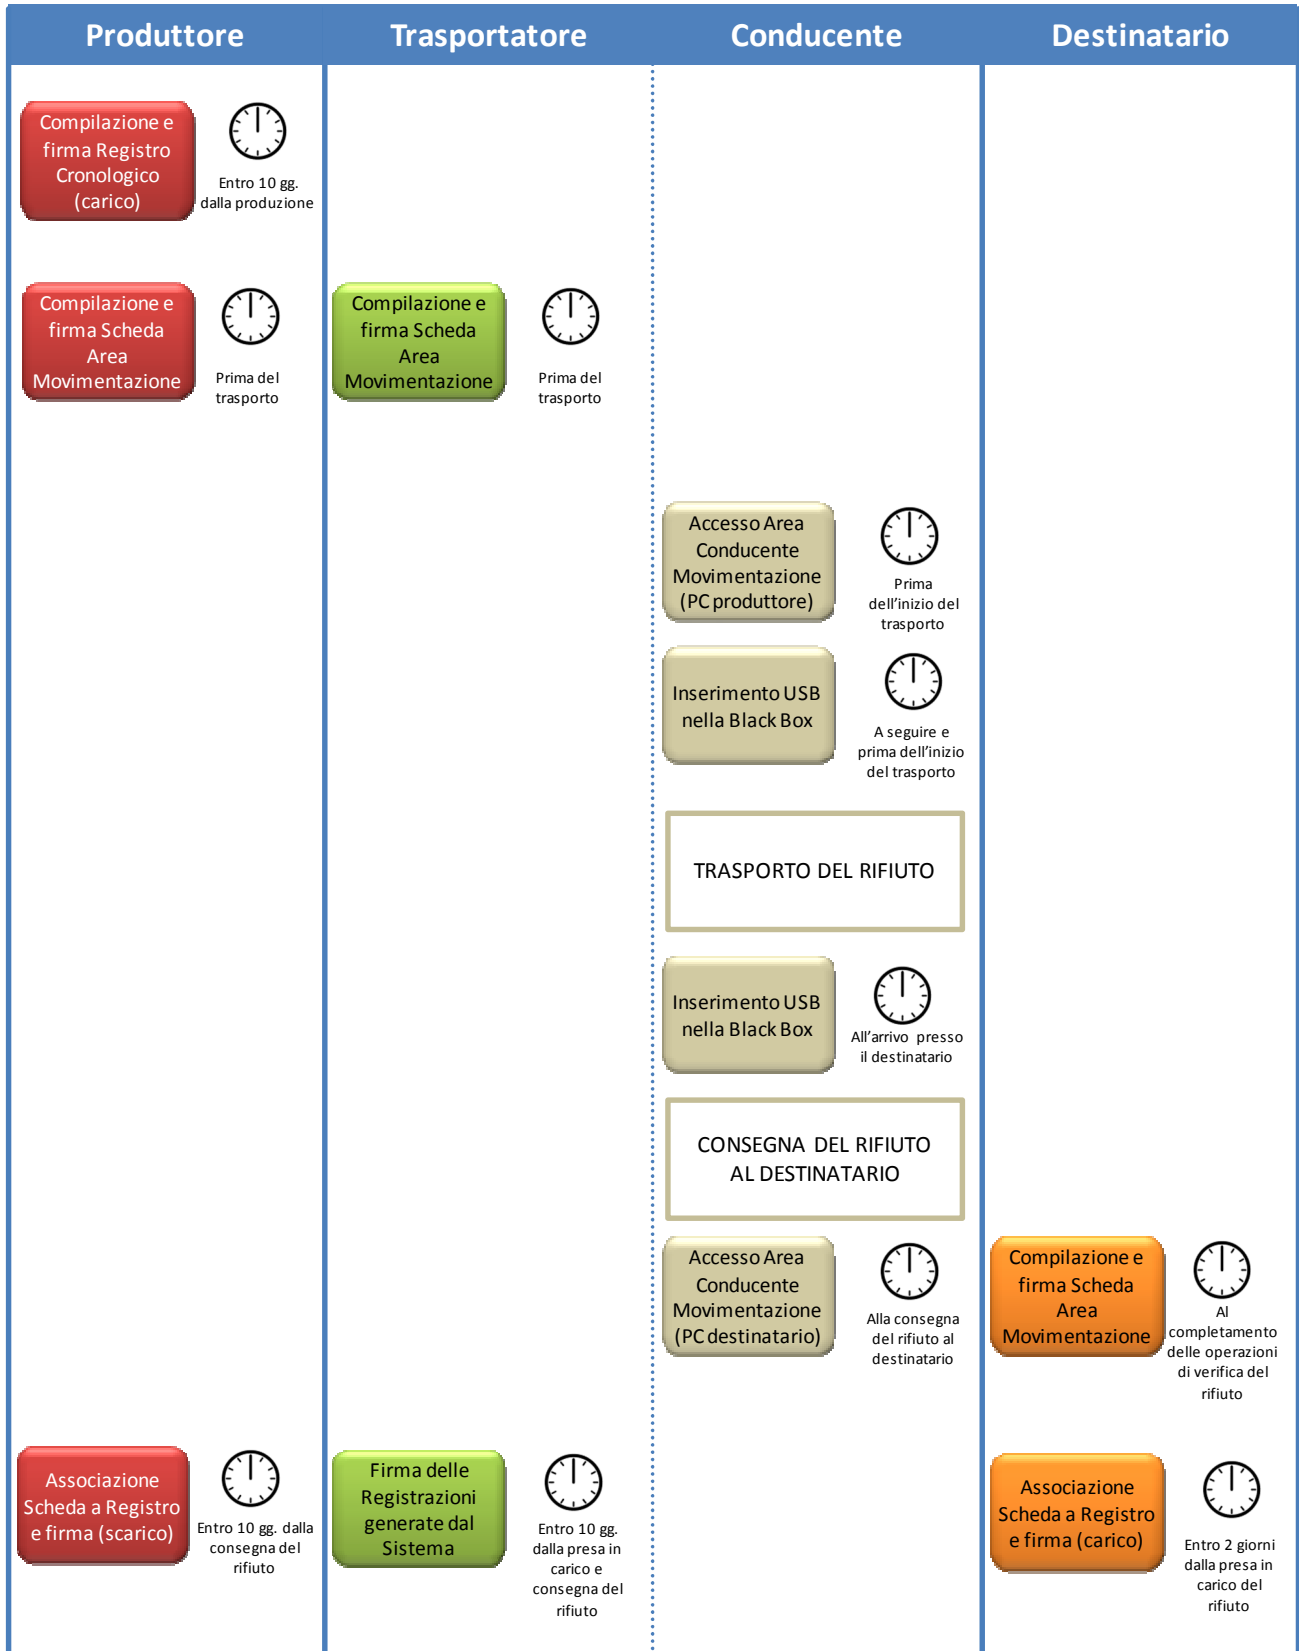 Produttore
Trasportatore
Conducente
Destinatario
Compilazione e
firma Registro
Cronologico
(carico)
Entro 10 gg.
dalla produzione
Compilazione e
firma Scheda
Area
Movimentazione
Prima del
trasporto
Compilazione e
firma Scheda
Area
Movimentazione
Prima del
trasporto
Accesso Area
Conducente
Movimentazione
(PC produttore)
Prima
dell’inizio del
trasporto
Inserimento USB
nella Black Box
A seguire e
prima dell’inizio
del trasporto
TRASPORTO DEL RIFIUTO
Inserimento USB
nella Black Box
All’arrivo presso
il destinatario
CONSEGNA DEL RIFIUTO
AL DESTINATARIO
Accesso Area
Conducente
Movimentazione
(PC destinatario)
Alla consegna
del rifiuto al
destinatario
Compilazione e
firma Scheda
Area
Movimentazione
Al
completamento
delle operazioni
di verifica del
rifiuto
Associazione
Scheda a Registro
e firma (scarico)
Entro 10 gg. dalla
consegna del
rifiuto
Firma delle
Registrazioni
generate dal
Sistema
Entro 10 gg.
dalla presa in
carico e
consegna del
rifiuto
Associazione
Scheda a Registro
e firma (carico)
Entro 2 giorni
dalla presa in
carico del
rifiuto